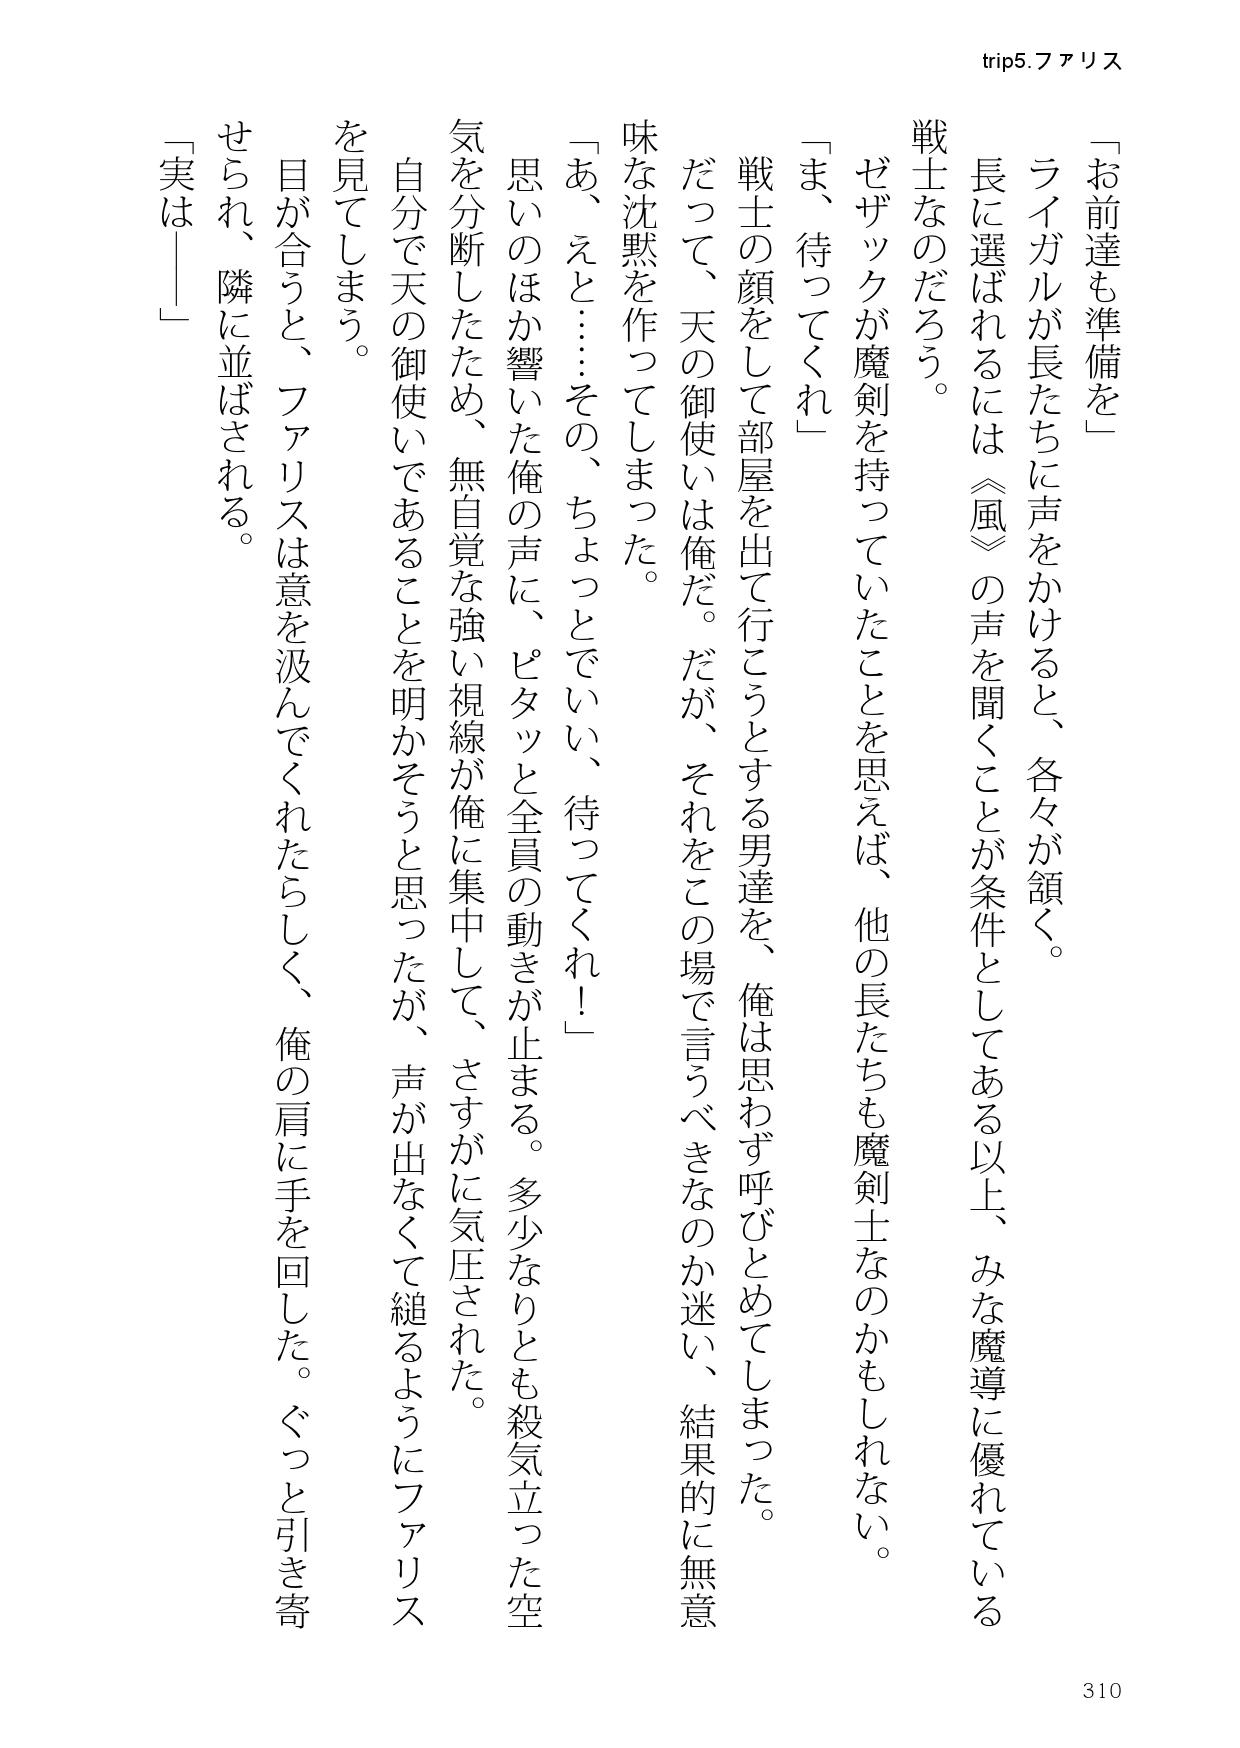 trip5.ファリス
「お前達も準備を」
ライガルが長たちに声をかけると、各々が頷く。
長に選ばれるには《風》の声を聞くことが条件としてある以上、みな魔導に優れている
戦士なのだろう。
ゼザックが魔剣を持っていたことを思えば、他の長たちも魔剣士なのかもしれない。
「ま、待ってくれ」
戦士の顔をして部屋を出て行こうとする男達を、俺は思わず呼びとめてしまった。
だって、天の御使いは俺だ。だが、それをこの場で言うべきなのか迷い、結果的に無意
味な沈黙を作ってしまった。
「あ、えと……その、ちょっとでいい、待ってくれ！」
思いのほか響いた俺の声に、ピタッと全員の動きが止まる。多少なりとも殺気立った空
気を分断したため、無自覚な強い視線が俺に集中して、さすがに気圧された。
自分で天の御使いであることを明かそうと思ったが、声が出なくて縋るようにファリス
を見てしまう。
目が合うと、ファリスは意を汲んでくれたらしく、俺の肩に手を回した。ぐっと引き寄
せられ、隣に並ばされる。
「実は――」
310